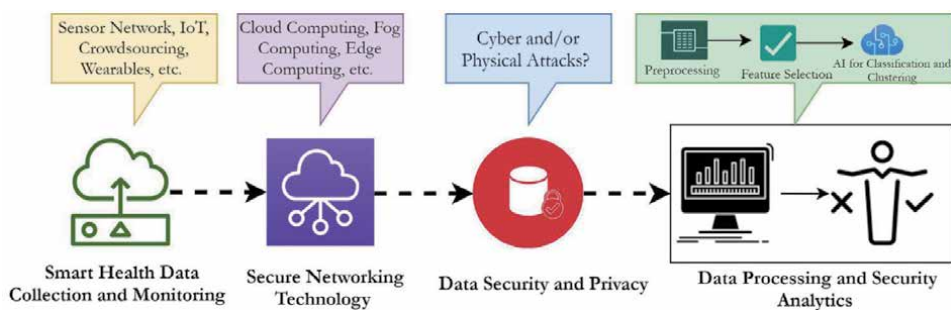 Sensor Network, IoT,
Crowdsourcing,
Wearables, etc.
Cloud Computing, Fog
Computing, Edge
Computing, etc.
Cyber and/or
Physical Attacks?
Preprocessing
Feature Selection
AI for Classification and
Clustering
Smart Health Data
Collection and Monitoring
Secure Networking
Technology
Data Security and Privacy
Data Processing and Security
Analytics